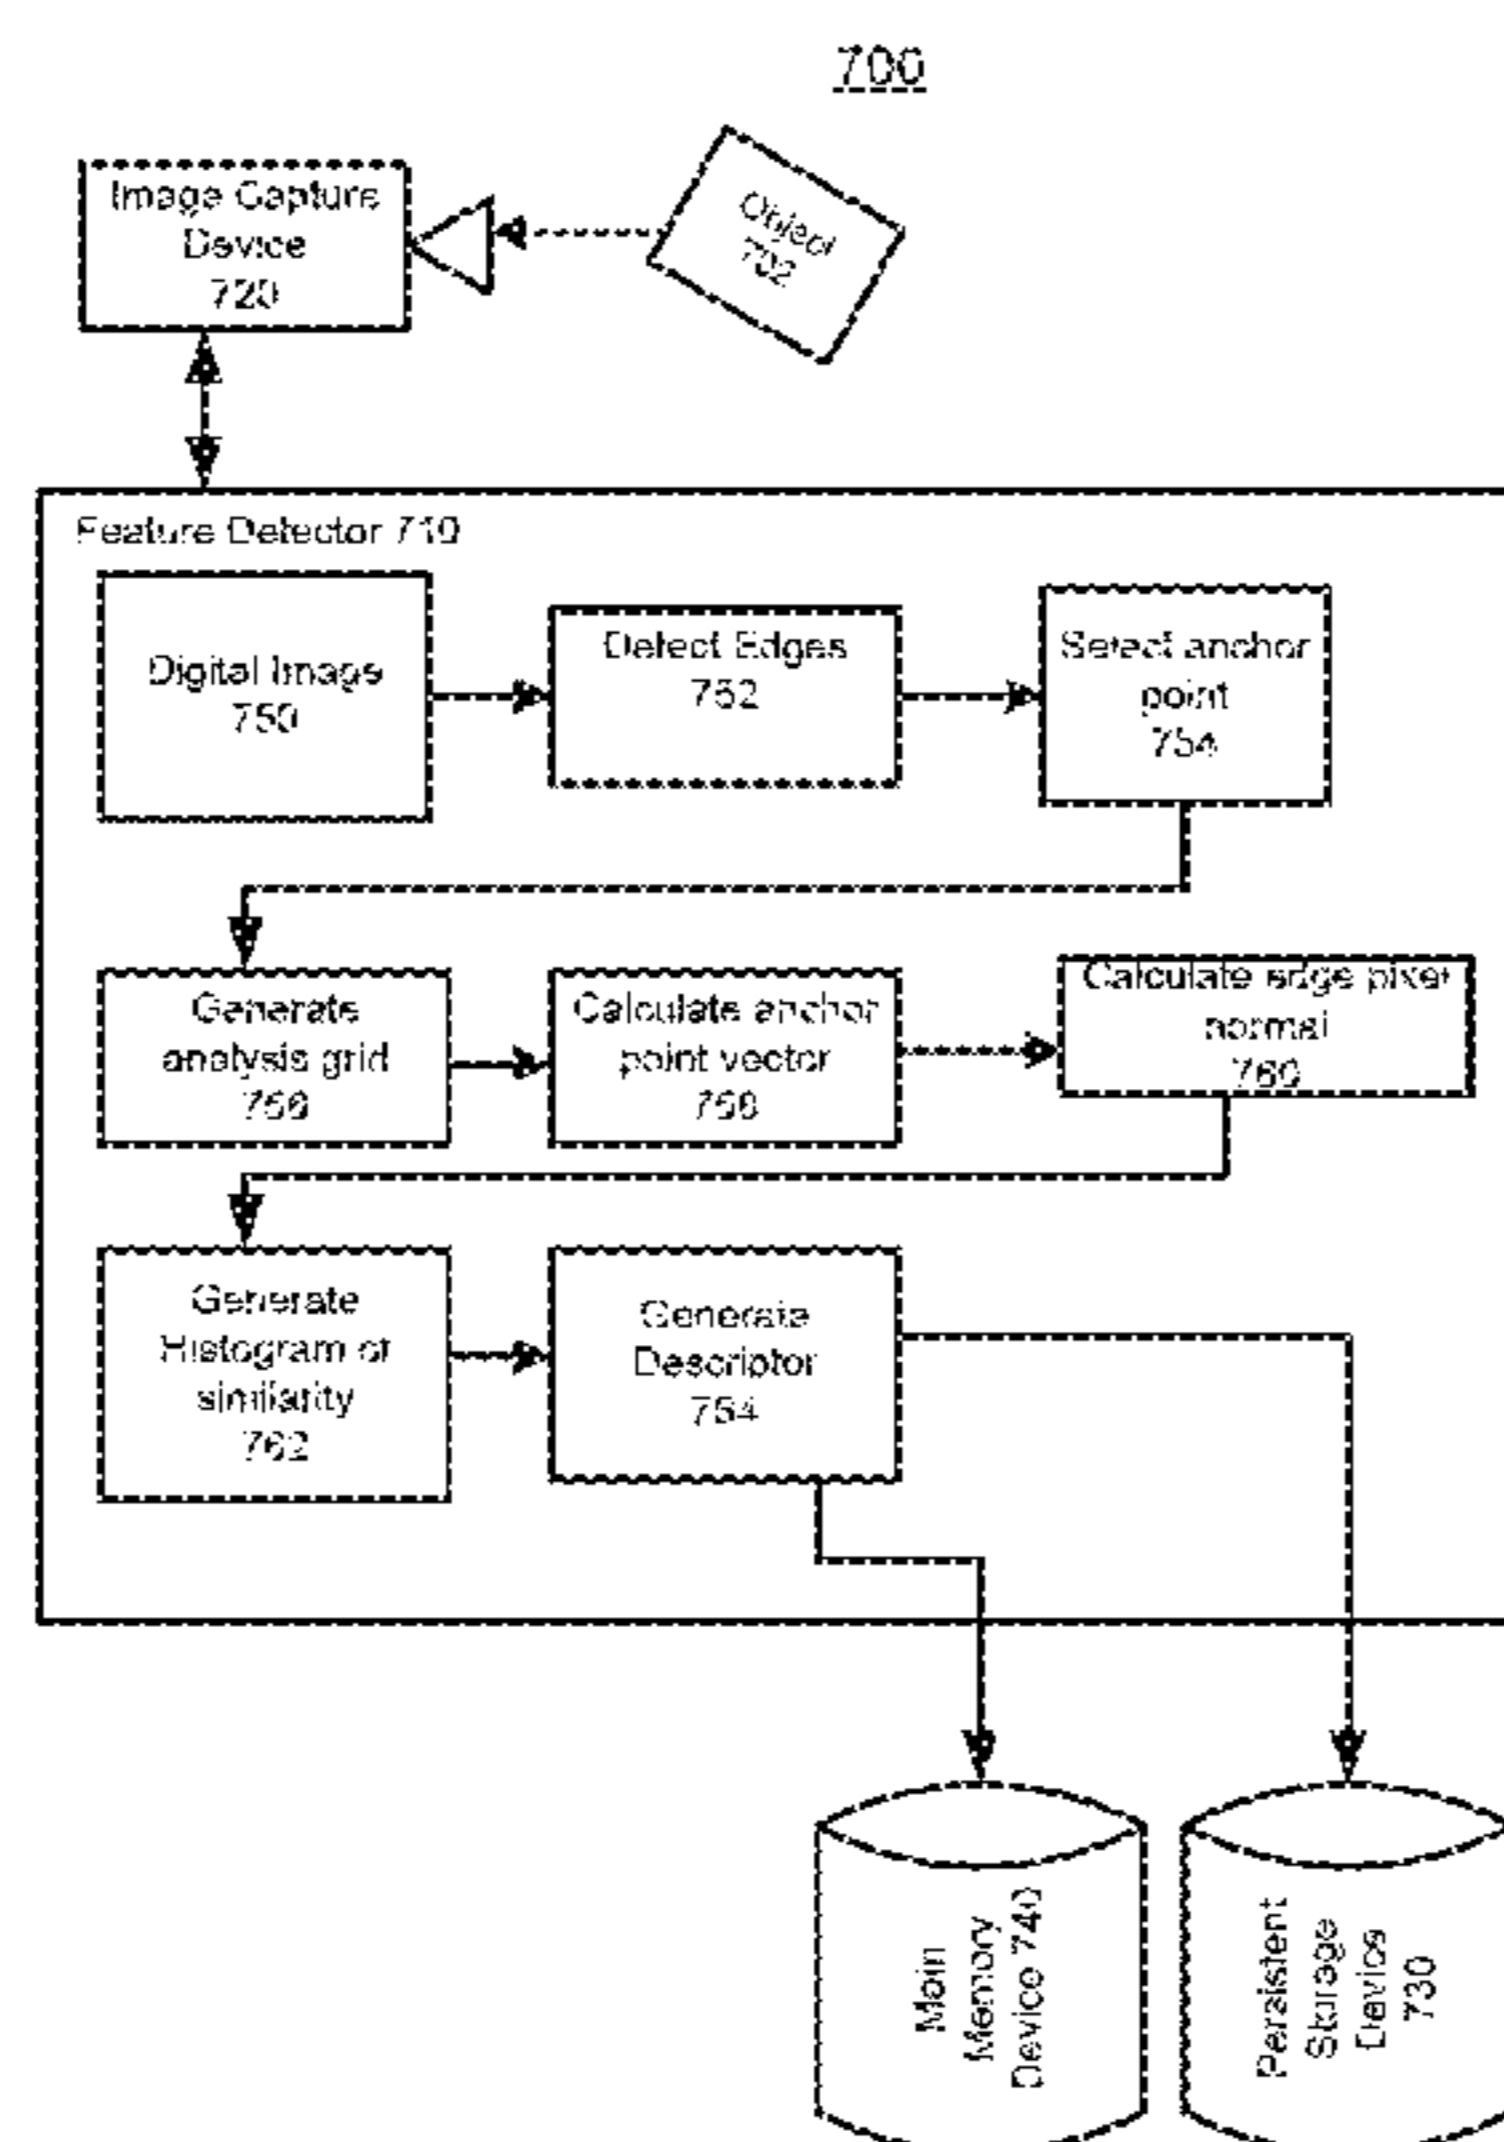 700
Image Capture
Device
720
Object
702
Feature Detector 710
Digital Image
750
Detect Edges
752
Select anchor
point
754
Generate
analysis grid
756
Calculate anchor
point vector
758
Calculate edge pixel
normal
760
Generate
Histogram of
similarity
762
Generate
Descriptor
764
Main
Memory
Device 740
Persistent
Storage
Device
730